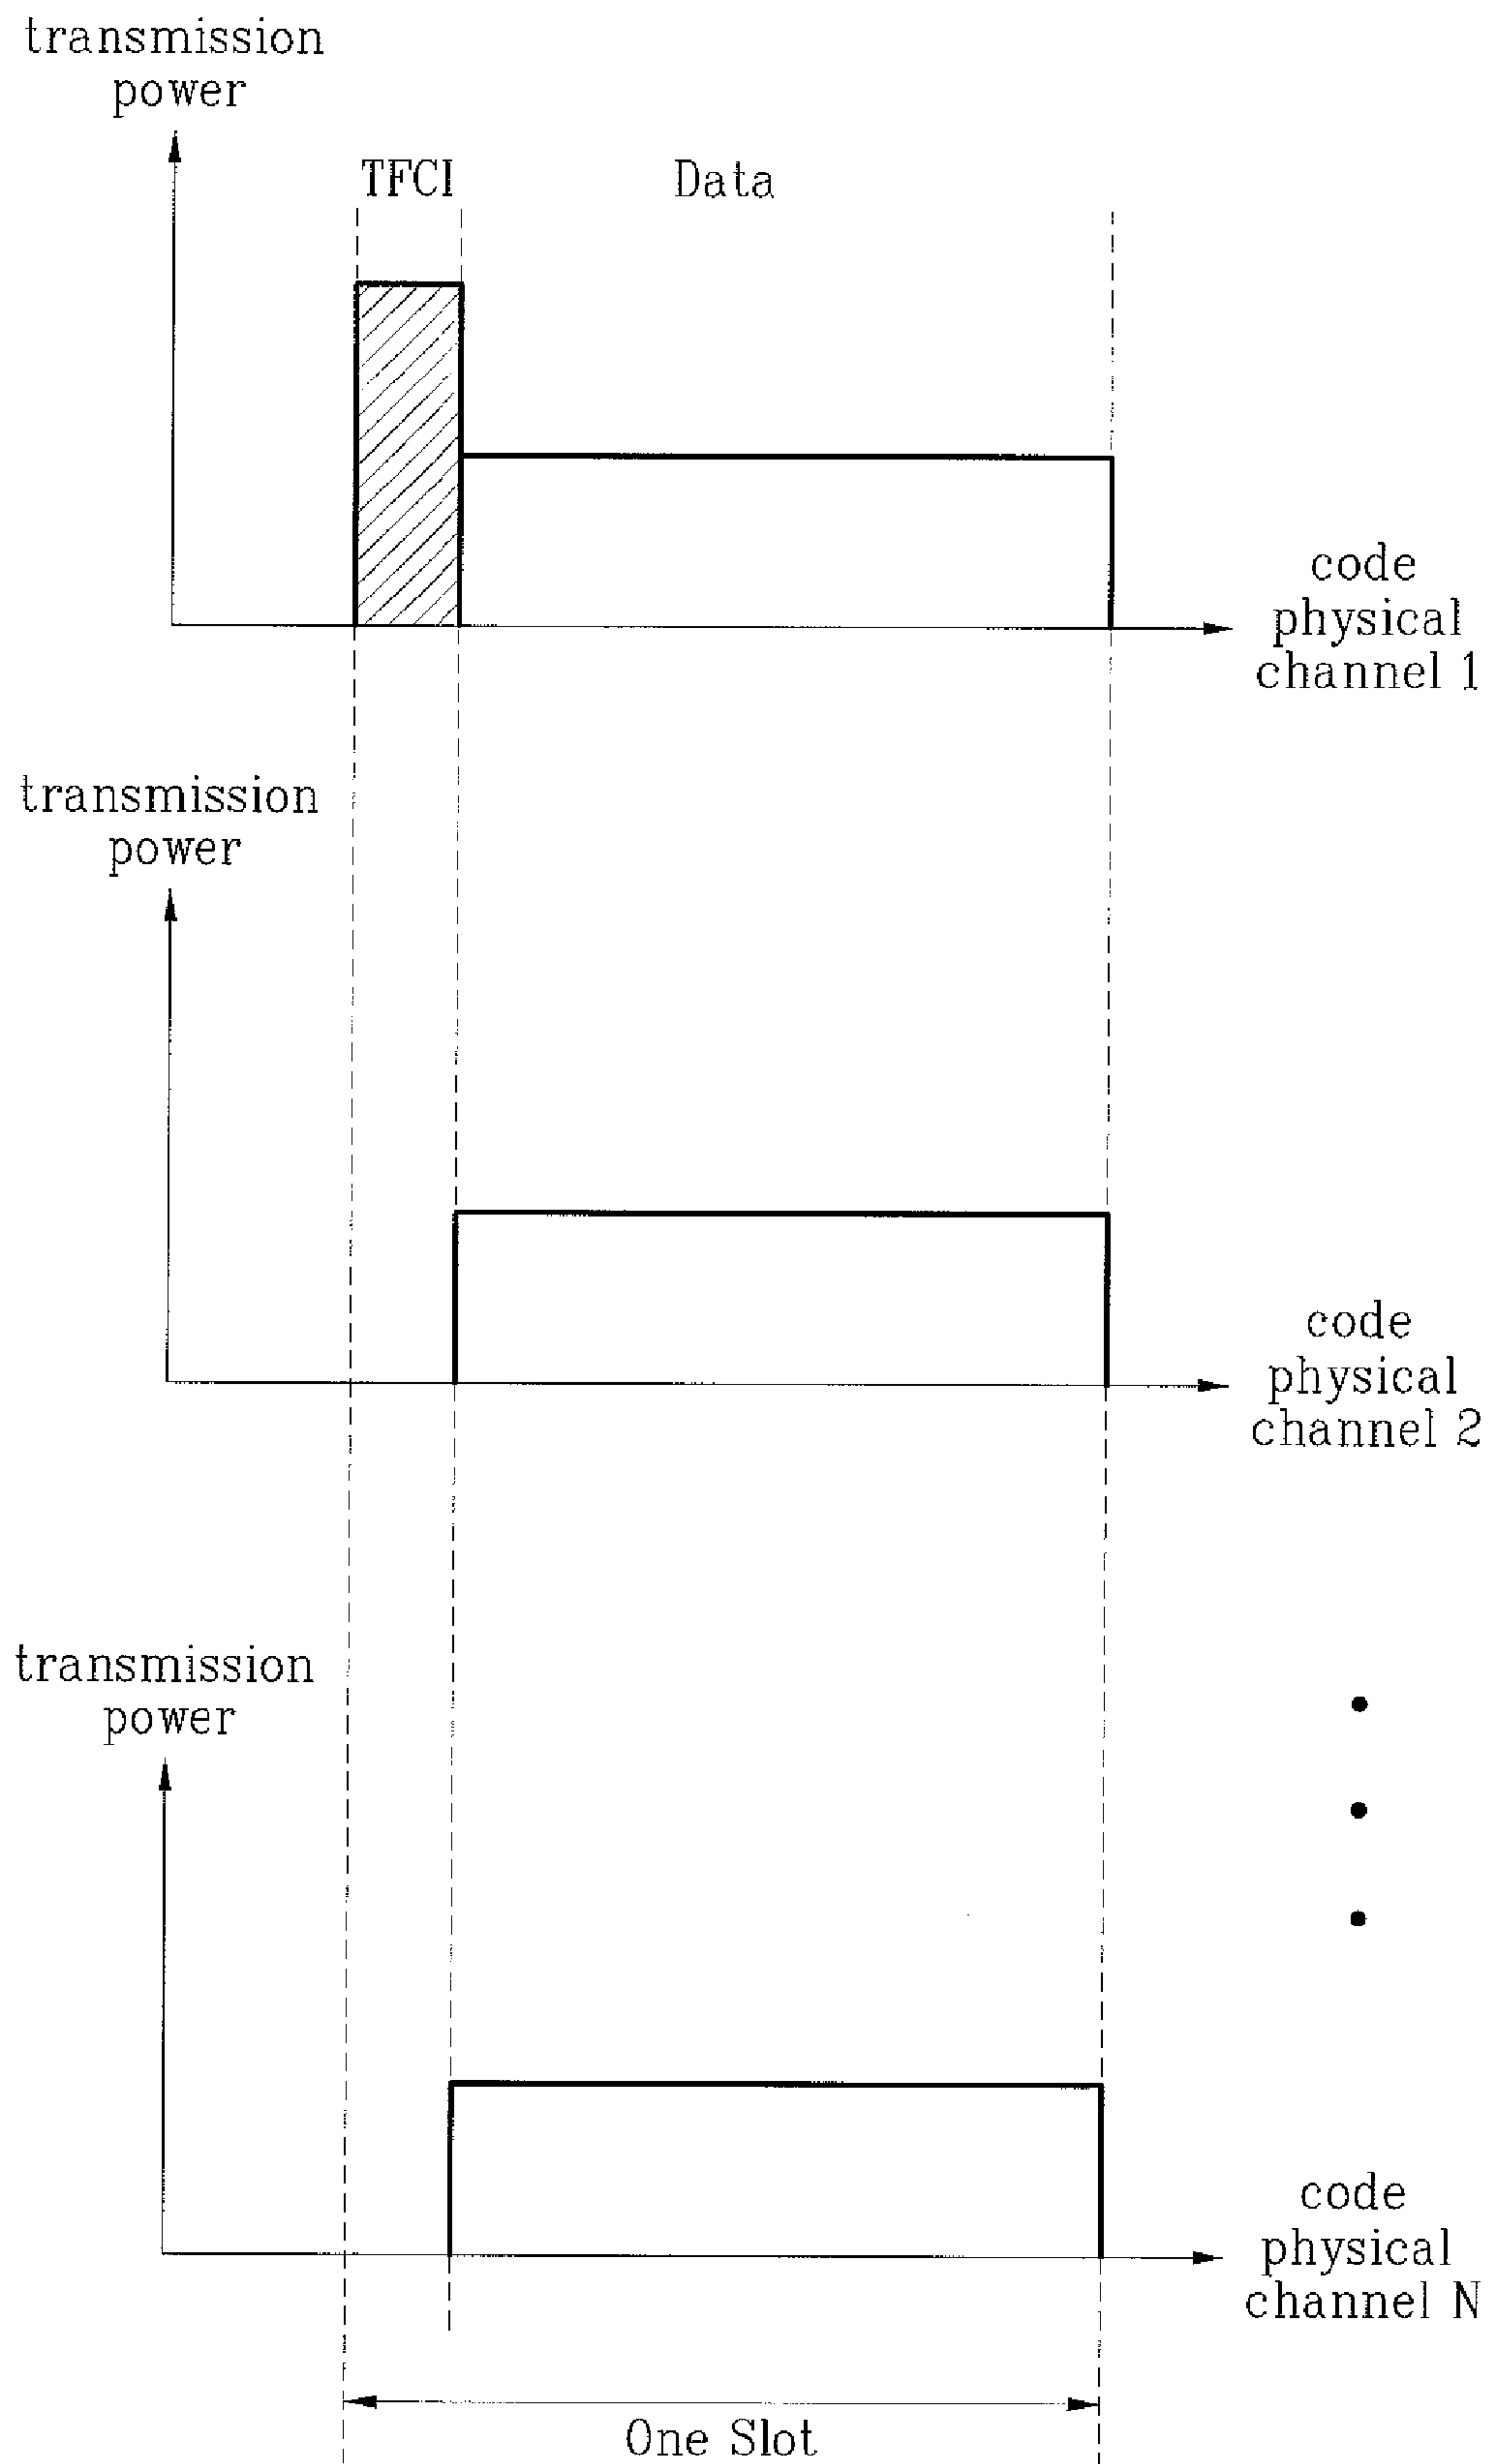 transmission
power
TFCI
Data
code
physical
channel 1
transmission
power
code
physical
channel 2
transmission
power
code
physical
channel N
One Slot